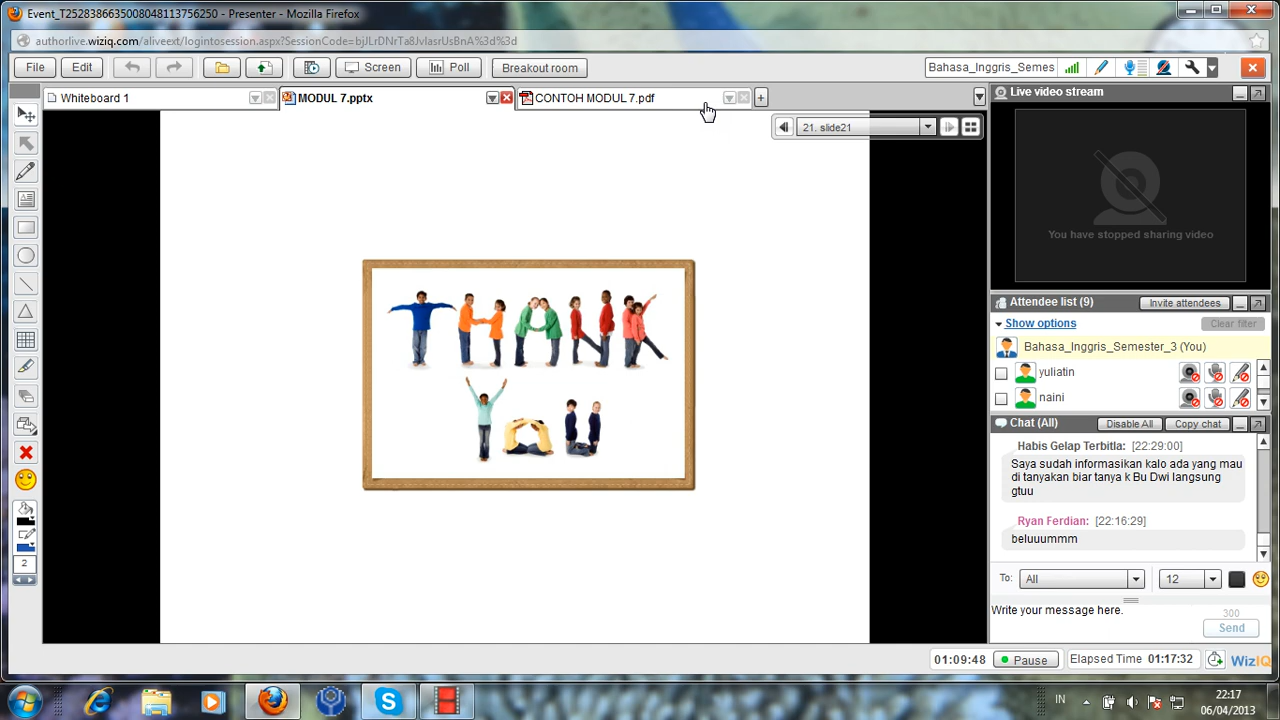 Event_T2528386635008048113756250 - Presenter - Mozilla Firefox
authorlive.wiziq.com/aliveext/logintosession.aspx?SessionCode=bjJLrDNrTa8JvlasrUsBnA%3d%3d
File
Edit
Screen
Poll
Breakout room
Bahasa_Inggris_Semes
Whiteboard 1
MODUL 7.pptx
CONTOH MODUL 7.pdf
21. slide21
THANK
YOU
2
Live video stream
You have stopped sharing video
Attendee list (9)
Invite attendees
Show options
Clear filter
Bahasa_Inggris_Semester_3 (You)
yuliatin
naini
Chat (All)
Disable All
Copy chat
Habis Gelap Terbitla: [22:29:00]
Saya sudah informasikan kalo ada yang mau
di tanyakan biar tanya k Bu Dwi langsung
gtuu
Ryan Ferdian: [22:16:29]
beluuummm
To:
All
12
Write your message here.
300
Send
01:09:48
Pause
Elapsed Time
01:17:32
WizIQ
IN
22:17
06/04/2013